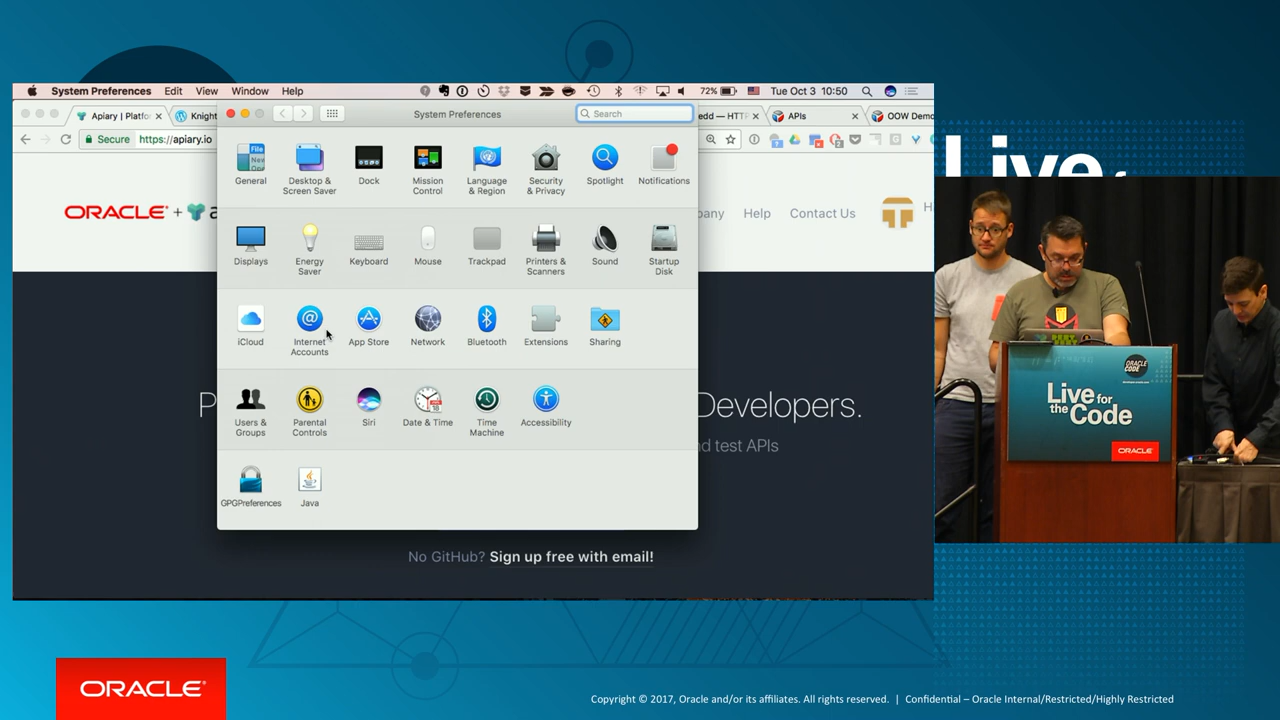 System Preferences Edit View Window Help
72% Tue Oct 3 10:50
Apiary | Platfo
Knight
System Preferences
Search
APIs
OOW Demo
Secure https://apiary.io
General
Desktop &
Screen Saver
Dock
Mission
Control
Language
& Region
Security
& Privacy
Spotlight
Notifications
ORACLE +
Help
Contact Us
Displays
Energy
Saver
Keyboard
Mouse
Trackpad
Printers &
Scanners
Sound
Startup
Disk
iCloud
Internet
Accounts
App Store
Network
Bluetooth
Extensions
Sharing
Users &
Groups
Parental
Controls
Siri
Date & Time
Time
Machine
Accessibility
Developers.
nd test APIs
GPGPreferences
Java
No GitHub? Sign up free with email!
Live
ORACLE
CODE
Live for
the Code
ORACLE
ORACLE
Copyright © 2017, Oracle and/or its affiliates. All rights reserved. | Confidential – Oracle Internal/Restricted/Highly Restricted